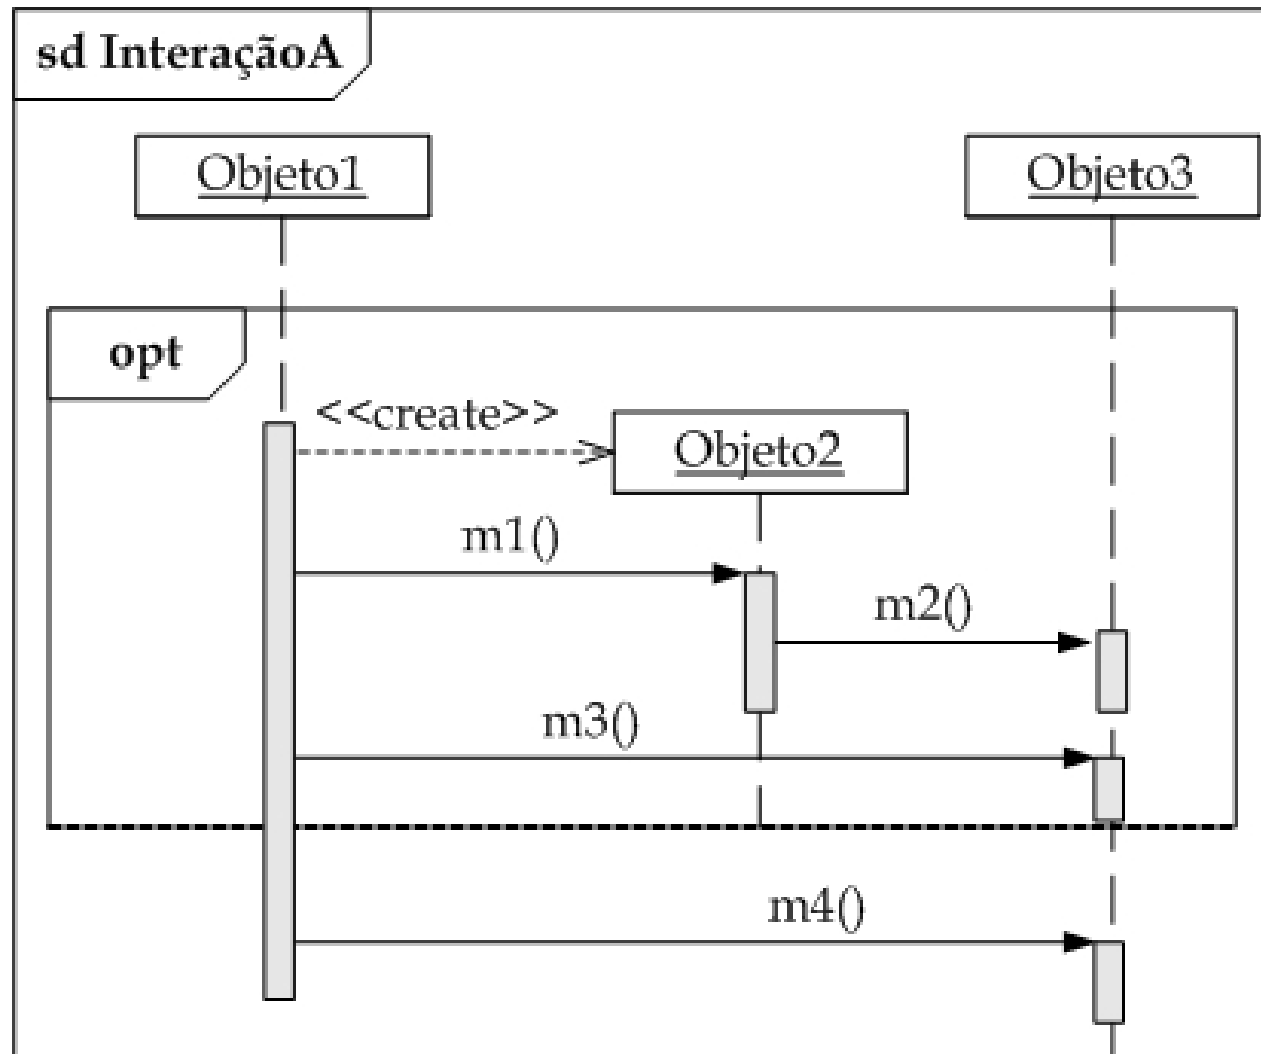 sd InteraçãoA
Objeto1
Objeto3
opt
<<create>>
Objeto2
m1()
m2()
m3()
m4()